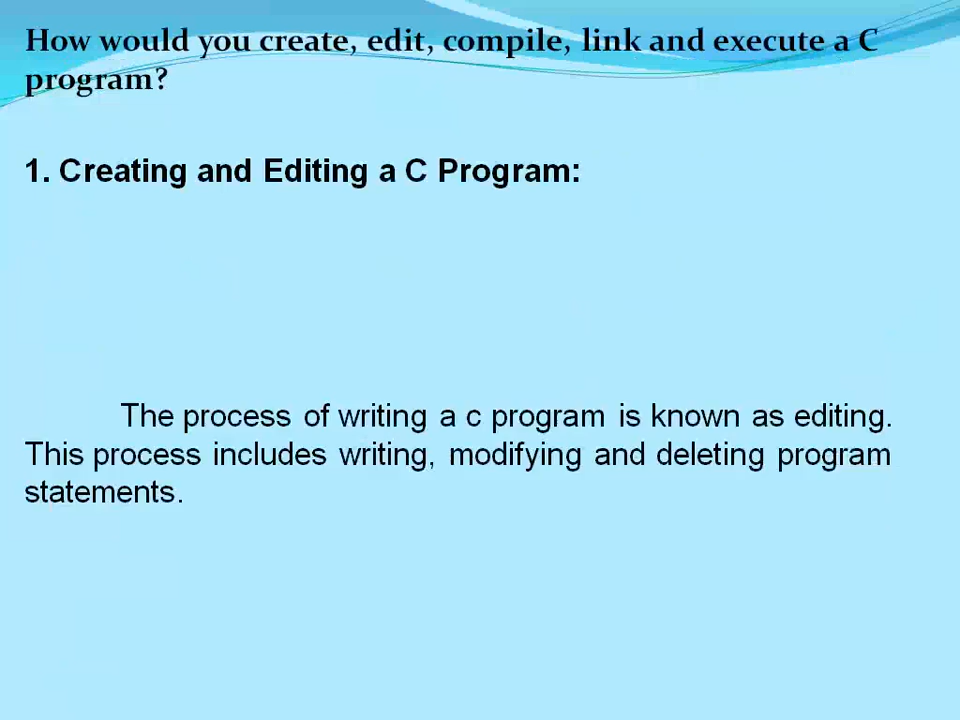 How would you create, edit, compile, link and execute a C
program?
1. Creating and Editing a C Program:
The process of writing a c program is known as editing.
This process includes writing, modifying and deleting program
statements.